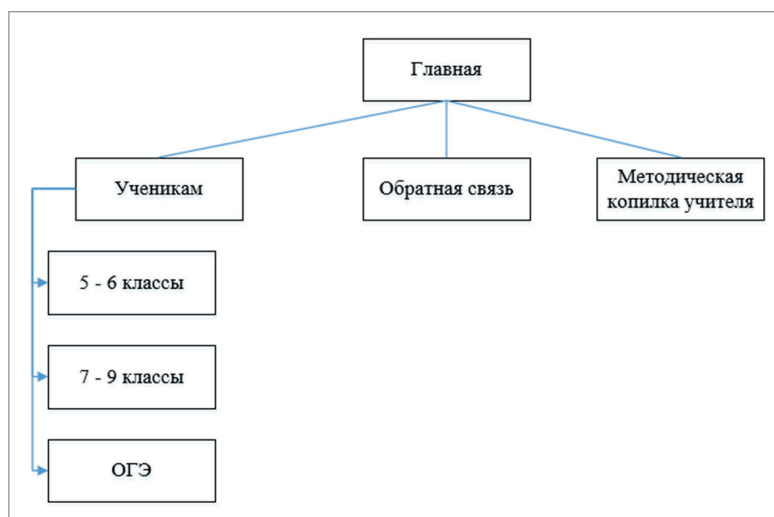 Главная
Ученикам
Обратная связь
Методическая
копилка учителя
5 - 6 классы
7 - 9 классы
ОГЭ